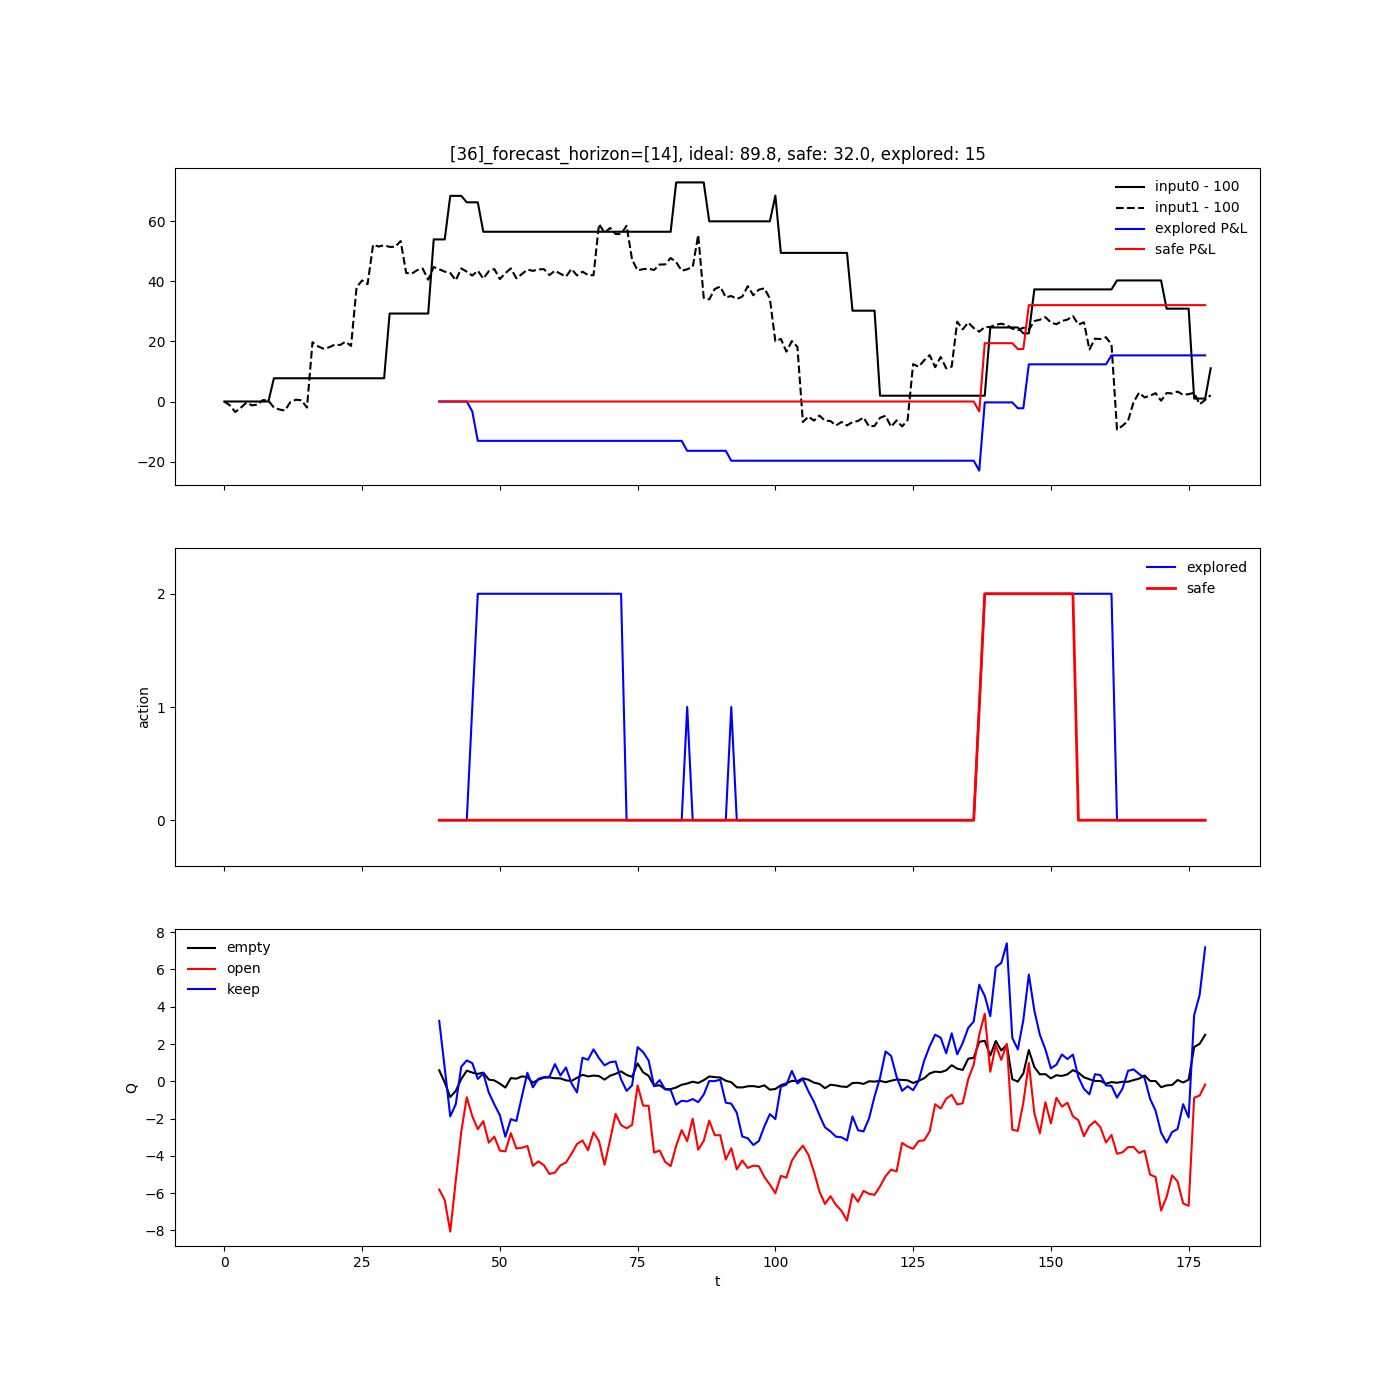 [36]_forecast_horizon=[14], ideal: 89.8, safe: 32.0, explored: 15
input0 - 100
input1 - 100
explored P&L
safe P&L
60
40
20
0
−20
explored
safe
2
1
0
action
empty
open
keep
8
6
4
2
0
−2
−4
−6
−8
Q
0 25 50 75 100 125 150 175
t